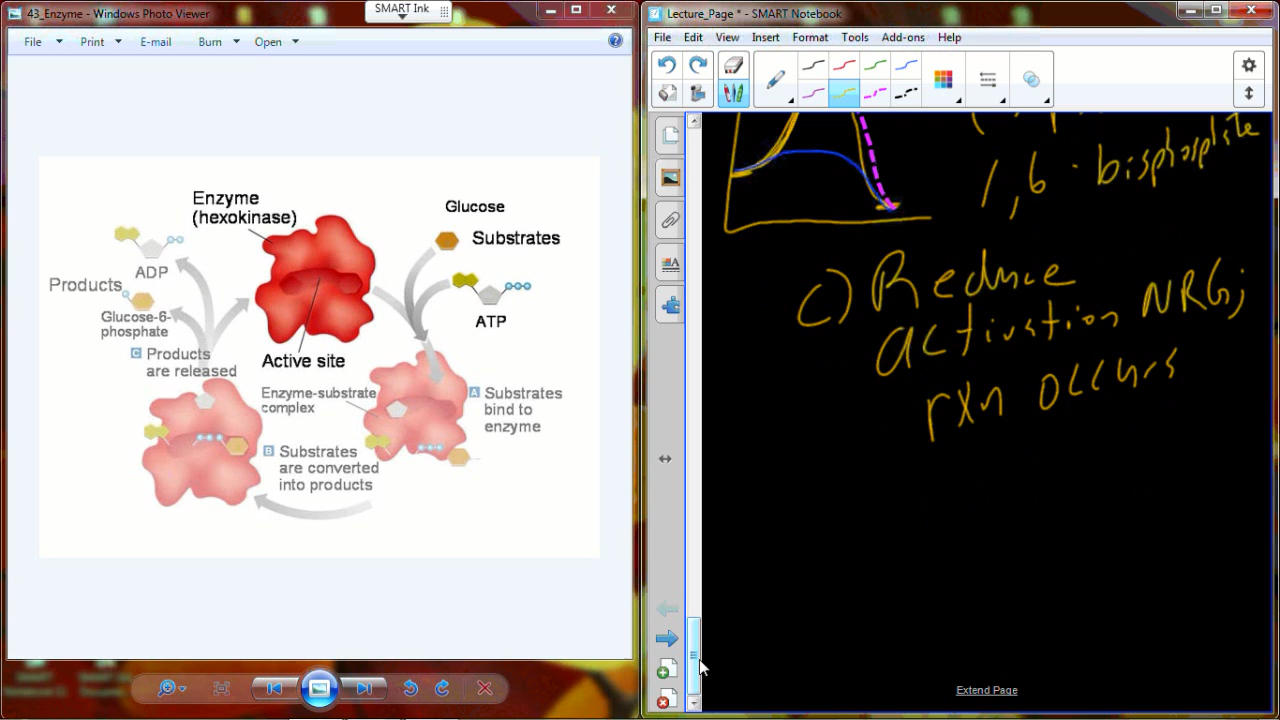 43_Enzyme - Windows Photo Viewer
SMART Ink
File Print E-mail Burn Open
Enzyme
(hexokinase)
Glucose
Substrates
ADP
Products
Glucose-6-
phosphate
ATP
C Products
are released
Active site
Enzyme-substrate
complex
A Substrates
bind to
enzyme
B Substrates
are converted
into products
Lecture_Page * - SMART Notebook
File Edit View Insert Format Tools Add-ons Help
1,6-bisphosphate
c) Reduce
activation NRG;
rxn occurs
Extend Page